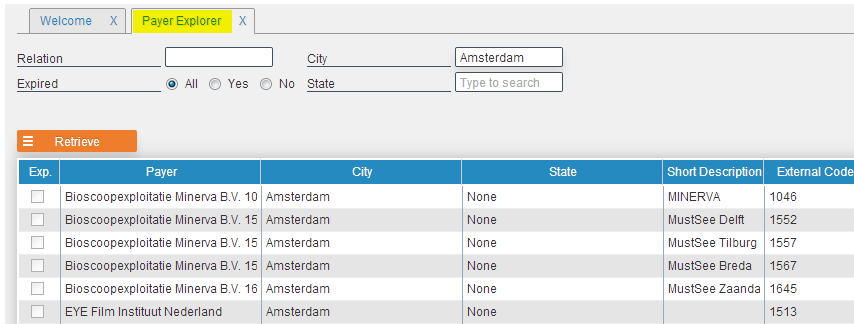 Welcome X Payer Explorer X
Relation City Amsterdam
Expired All Yes No State Type to search
Retrieve
Exp. Payer City State Short Description External Code
Bioscoopexploitatie Minerva B.V. 10 Amsterdam None MINERVA 1046
Bioscoopexploitatie Minerva B.V. 15 Amsterdam None MustSee Delft 1552
Bioscoopexploitatie Minerva B.V. 15 Amsterdam None MustSee Tilburg 1557
Bioscoopexploitatie Minerva B.V. 15 Amsterdam None MustSee Breda 1567
Bioscoopexploitatie Minerva B.V. 16 Amsterdam None MustSee Zaanda 1645
EYE Film Instituut Nederland Amsterdam None 1513